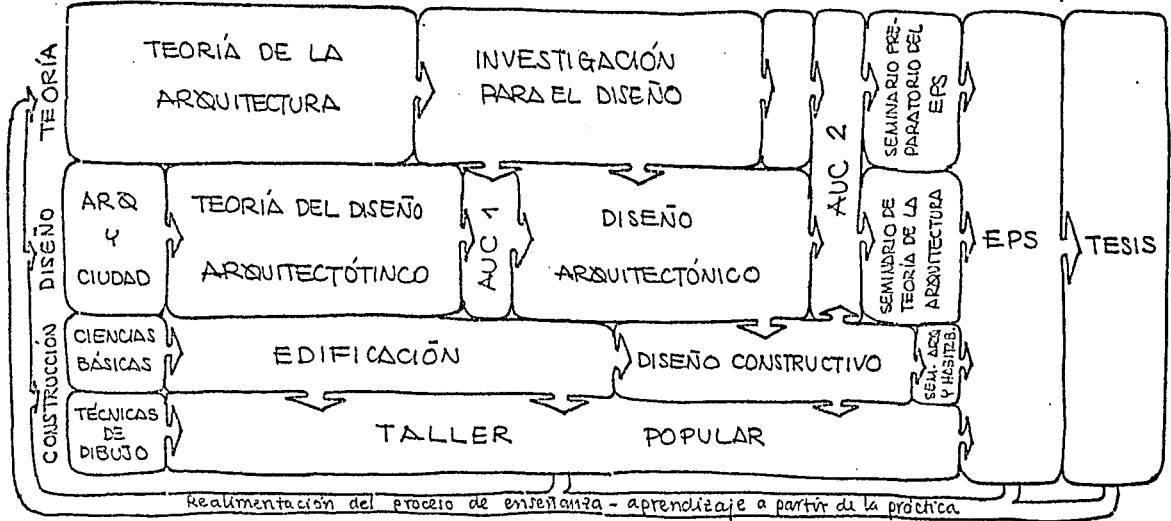 TEORÍA
TEORÍA DE LA
ARQUITECTURA
INVESTIGACIÓN
PARA EL DISEÑO
AUC 2
SEMINARIO PRE-
PARATORIO DEL
EPS
DISEÑO
ARQ
Y
CIUDAD
TEORÍA DEL DISEÑO
ARQUITECTÓTINCO
AUC 1
DISEÑO
ARQUITECTÓNICO
SEMINARIO DE
TEORÍA DE LA
ARQUITECTURA
EPS
TESIS
CONSTRUCCIÓN
CIENCIAS
BÁSICAS
EDIFICACIÓN
DISEÑO CONSTRUCTIVO
SEM. ARQ
Y HABITAB.
TÉCNICAS
DE
DIBUJO
TALLER POPULAR
Realimentación del proceso de enseñanza - aprendizaje a partir de la práctica